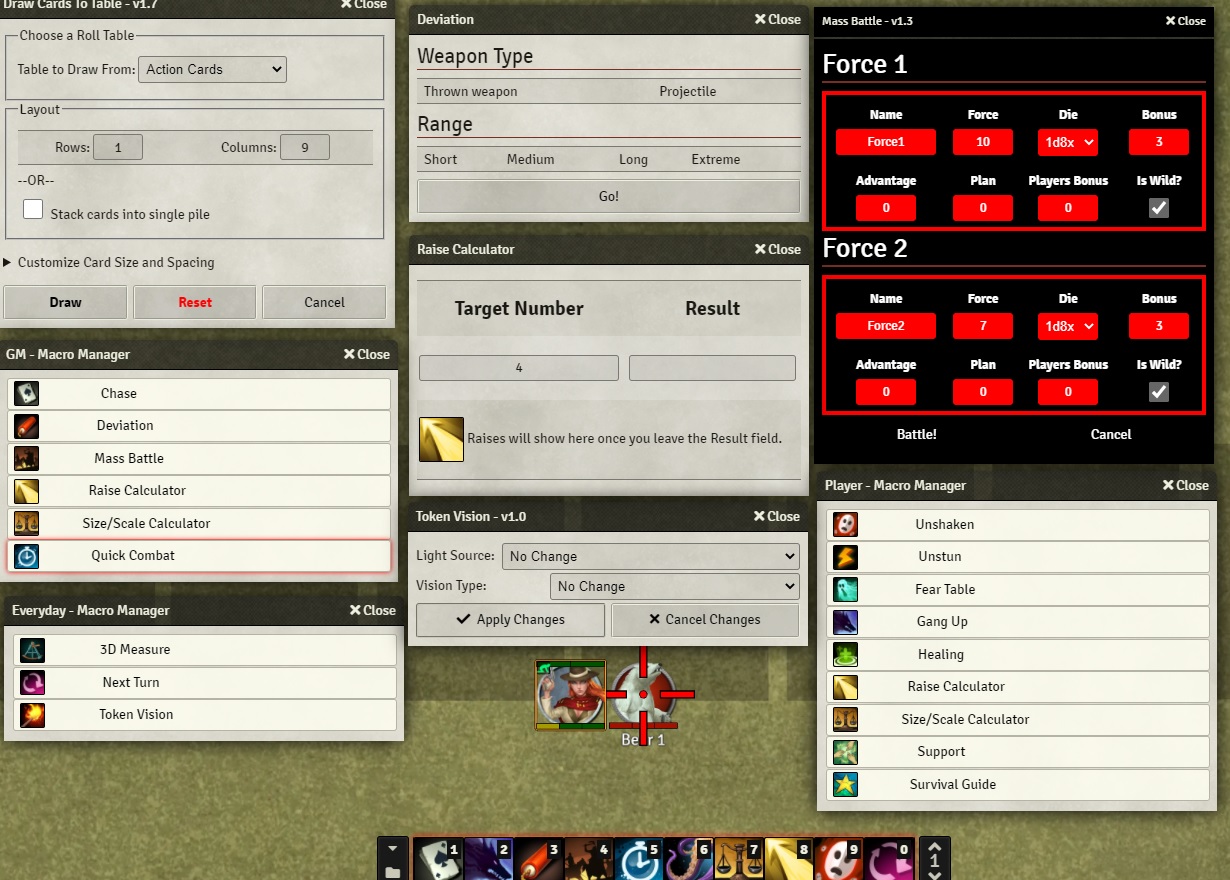 Draw Cards To Table - v1.7
Close
Choose a Roll Table
Table to Draw From: Action Cards
Layout
Rows: 1 Columns: 9
--OR--
Stack cards into single pile
Customize Card Size and Spacing
Draw Reset Cancel
GM - Macro Manager
Close
Chase
Deviation
Mass Battle
Raise Calculator
Size/Scale Calculator
Quick Combat
Everyday - Macro Manager
Close
3D Measure
Next Turn
Token Vision
Deviation
Close
Weapon Type
Thrown weapon Projectile
Range
Short Medium Long Extreme
Go!
Raise Calculator
Close
Target Number Result
4
Raises will show here once you leave the Result field.
Token Vision - v1.0
Close
Light Source: No Change
Vision Type: No Change
Apply Changes Cancel Changes
Mass Battle - v1.3
Close
Force 1
Name Force Die Bonus
Force1 10 1d8x 3
Advantage Plan Players Bonus Is Wild?
0 0 0
Force 2
Name Force Die Bonus
Force2 7 1d8x 3
Advantage Plan Players Bonus Is Wild?
0 0 0
Battle! Cancel
Player - Macro Manager
Close
Unshaken
Unstun
Fear Table
Gang Up
Healing
Raise Calculator
Size/Scale Calculator
Support
Survival Guide
1
1 2 3 4 5 6 7 8 9 0
1